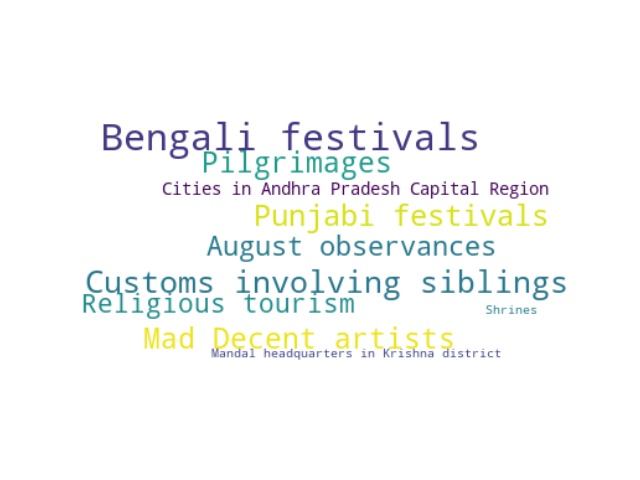 Bengali festivals
Pilgrimages
Cities in Andhra Pradesh Capital Region
Punjabi festivals
August observances
Customs involving siblings
Religious tourism
Shrines
Mad Decent artists
Mandal headquarters in Krishna district